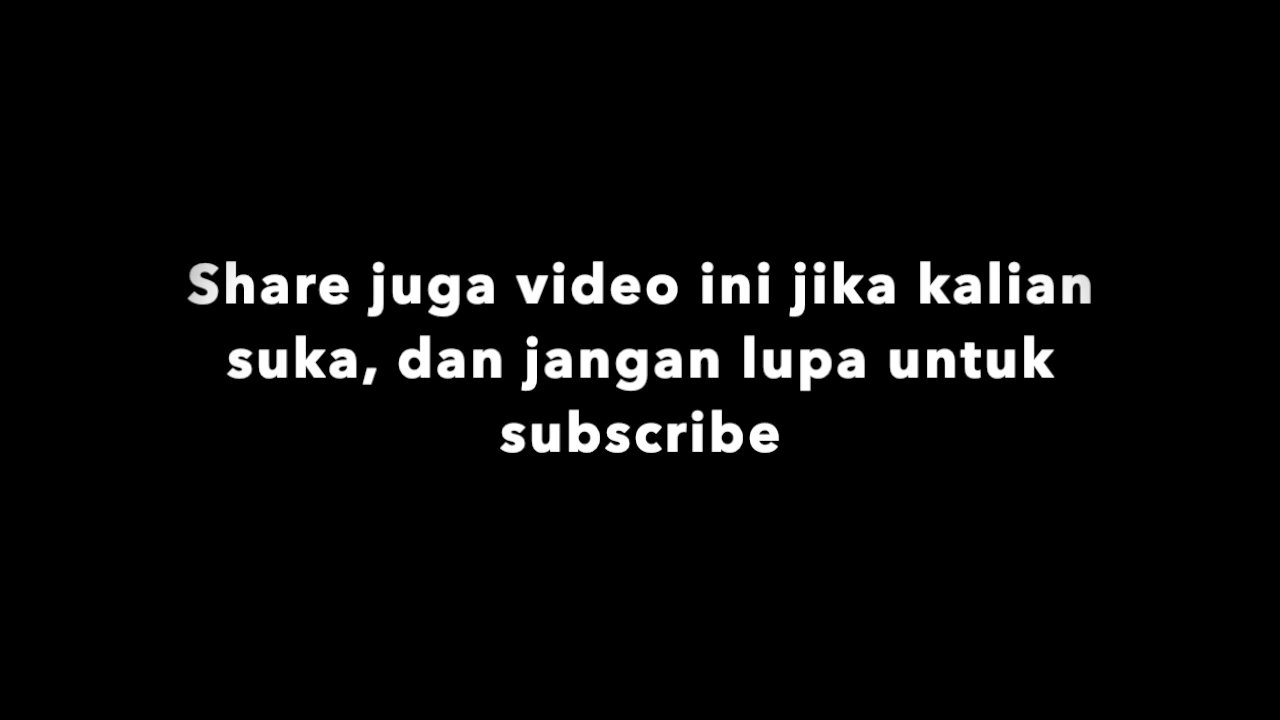 Share juga video ini jika kalian
suka, dan jangan lupa untuk
subscribe